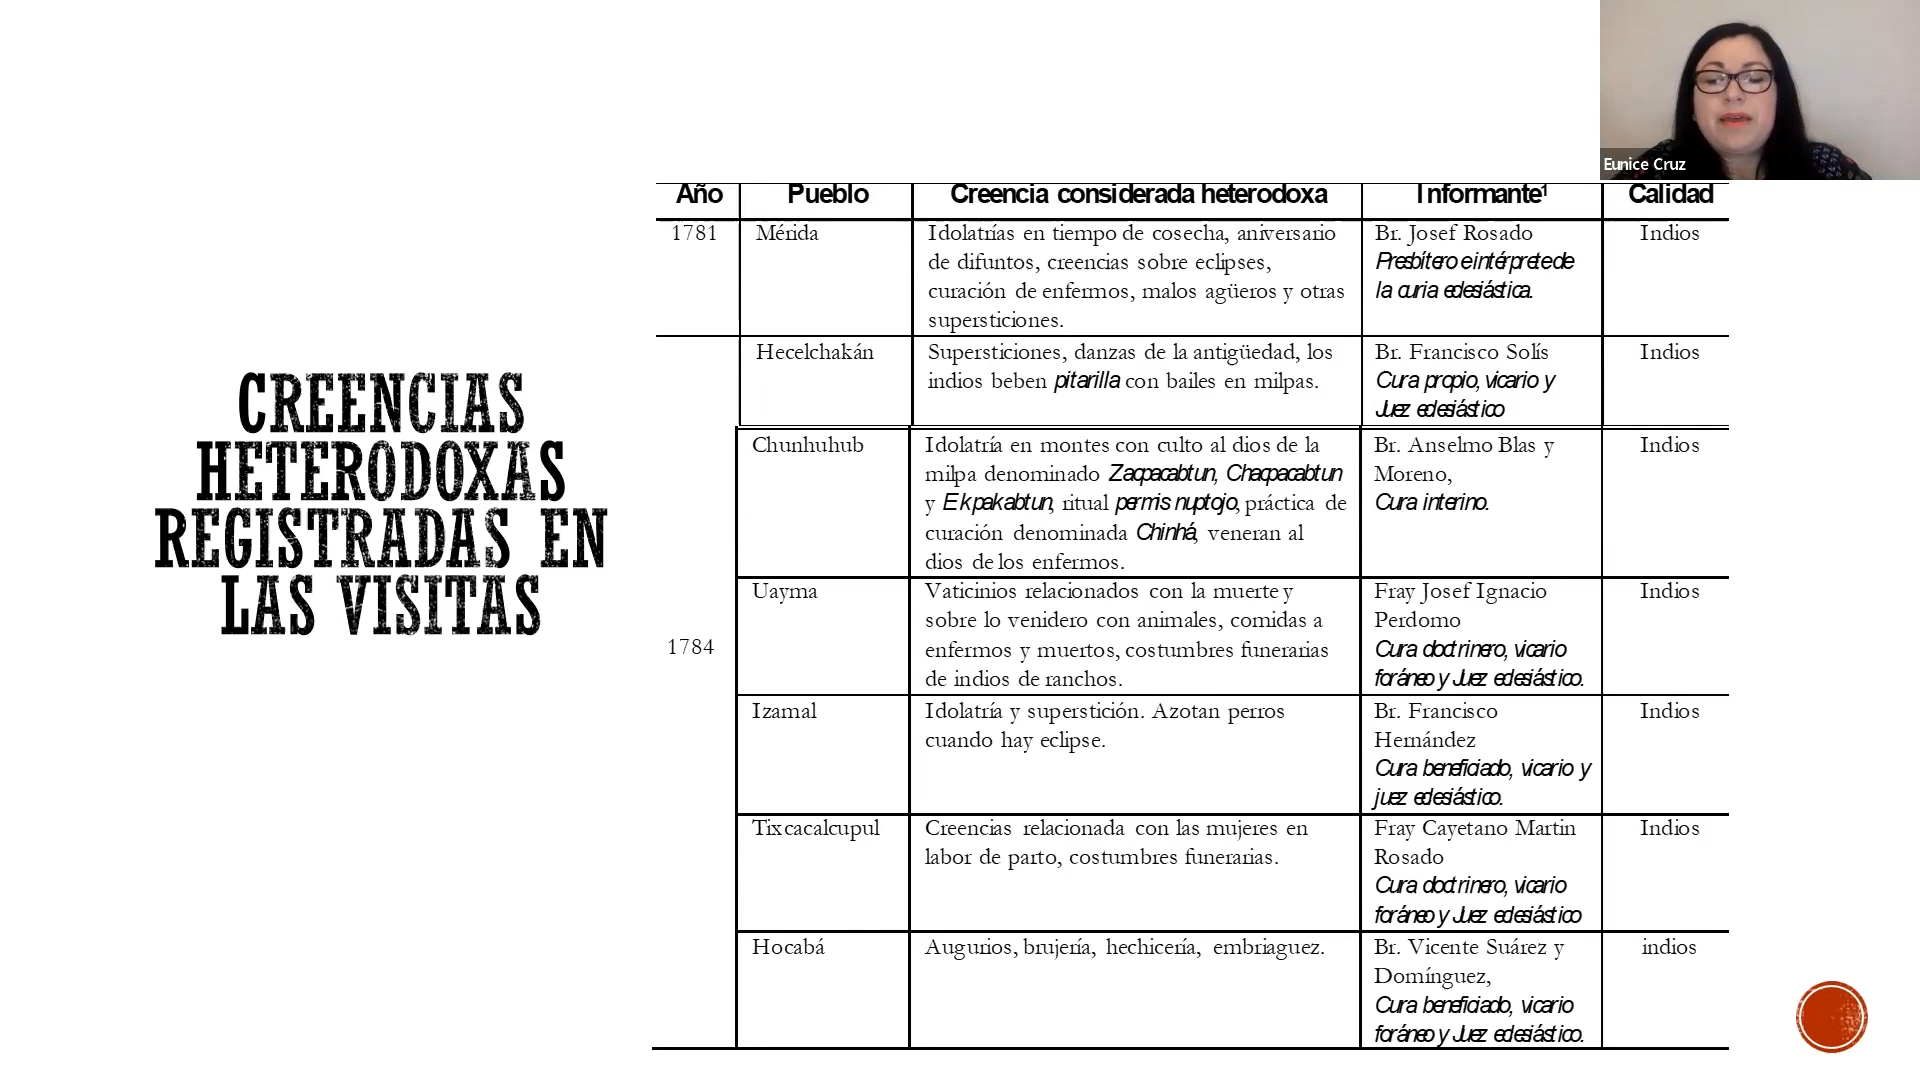 Eunice Cruz
CREENCIAS
HETERODOXAS
REGISTRADAS EN
LAS VISITAS
Año Pueblo Creencia considerada heterodoxa Informante¹ Calidad
1781 Mérida Idolatrías en tiempo de cosecha, aniversario Br. Josef Rosado Indios
de difuntos, creencias sobre eclipses, Presbítero e intérprete de
curación de enfermos, malos agüeros y otras la curia eclesiástica.
supersticiones.
Hecelchakán Supersticiones, danzas de la antigüedad, los Br. Francisco Solís Indios
indios beben pitarilla con bailes en milpas. Cura propio, vicario y
Juez eclesiástico
Chunhuhub Idolatría en montes con culto al dios de la Br. Anselmo Blas y Indios
milpa denominado Zacpacabtun, Chacpacabtun Moreno,
y Ekpakabtun, ritual permis nuptojo, práctica de Cura interino.
curación denominada Chinhá, veneran al
dios de los enfermos.
Uayma Vaticinios relacionados con la muerte y Fray Josef Ignacio Indios
sobre lo venidero con animales, comidas a Perdomo
1784 enfermos y muertos, costumbres funerarias Cura doctrinero, vicario
de indios de ranchos. foráneo y Juez eclesiástico.
Izamal Idolatría y superstición. Azotan perros Br. Francisco Indios
cuando hay eclipse. Hernández
Cura beneficiado, vicario y
juez eclesiástico.
Tixcacalcupul Creencias relacionada con las mujeres en Fray Cayetano Martin Indios
labor de parto, costumbres funerarias. Rosado
Cura doctrinero, vicario
foráneo y Juez eclesiástico
Hocabá Augurios, brujería, hechicería, embriaguez. Br. Vicente Suárez y indios
Domínguez,
Cura beneficiado, vicario
foráneo y Juez eclesiástico.